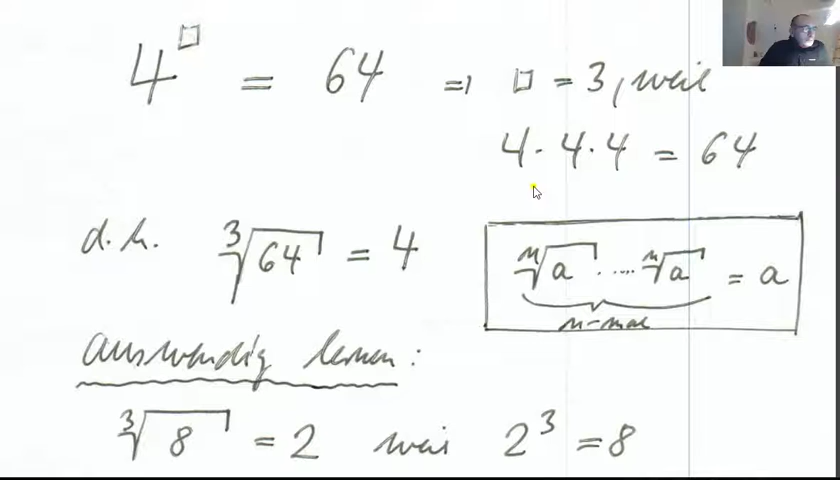 4^□ = 64 ⇒ □ = 3, weil
4 · 4 · 4 = 64
d.h. ∛64 = 4
ⁿ√a · .... ⁿ√a = a
n-mal
auswendig lernen:
∛8 = 2 weil 2³ = 8